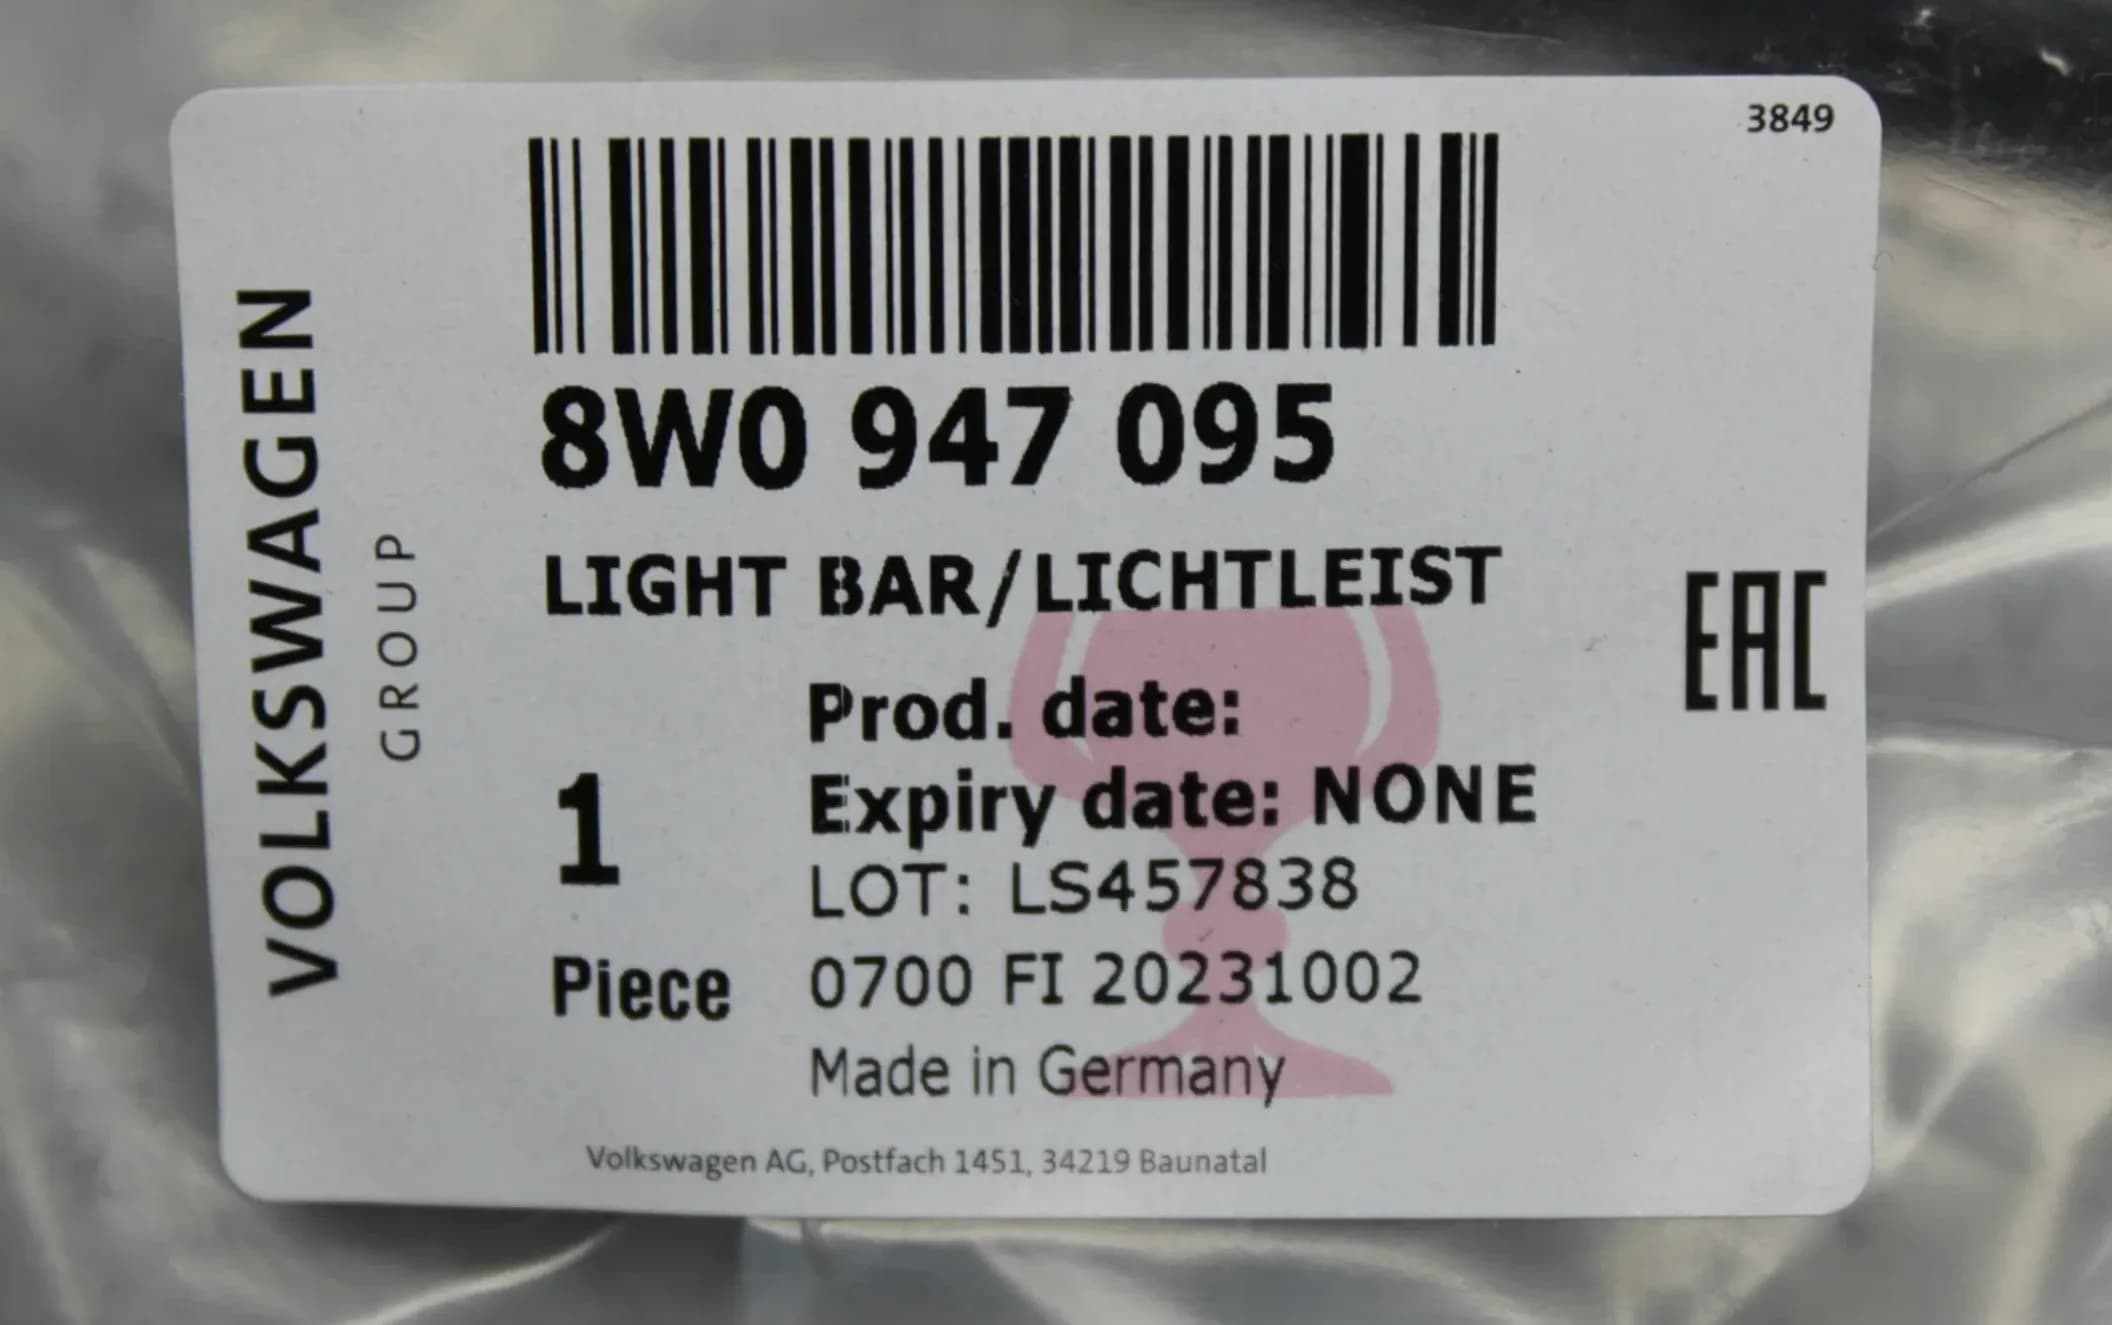 3849
VOLKSWAGEN
GROUP
8W0 947 095
LIGHT BAR/LICHTLEIST
EAC
Prod. date:
Expiry date: NONE
1
LOT: LS457838
Piece
0700 FI 20231002
Made in Germany
Volkswagen AG, Postfach 1451, 34219 Baunatal